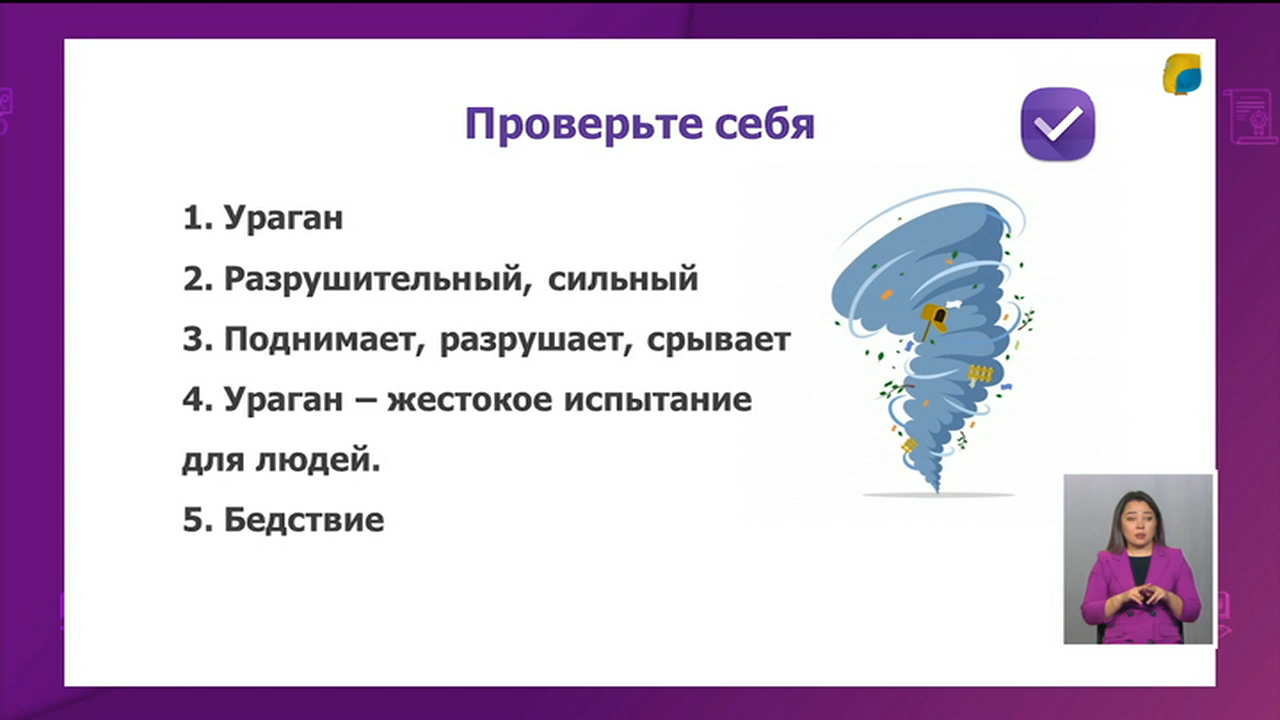 Проверьте себя
1. Ураган
2. Разрушительный, сильный
3. Поднимает, разрушает, срывает
4. Ураган – жестокое испытание
для людей.
5. Бедствие